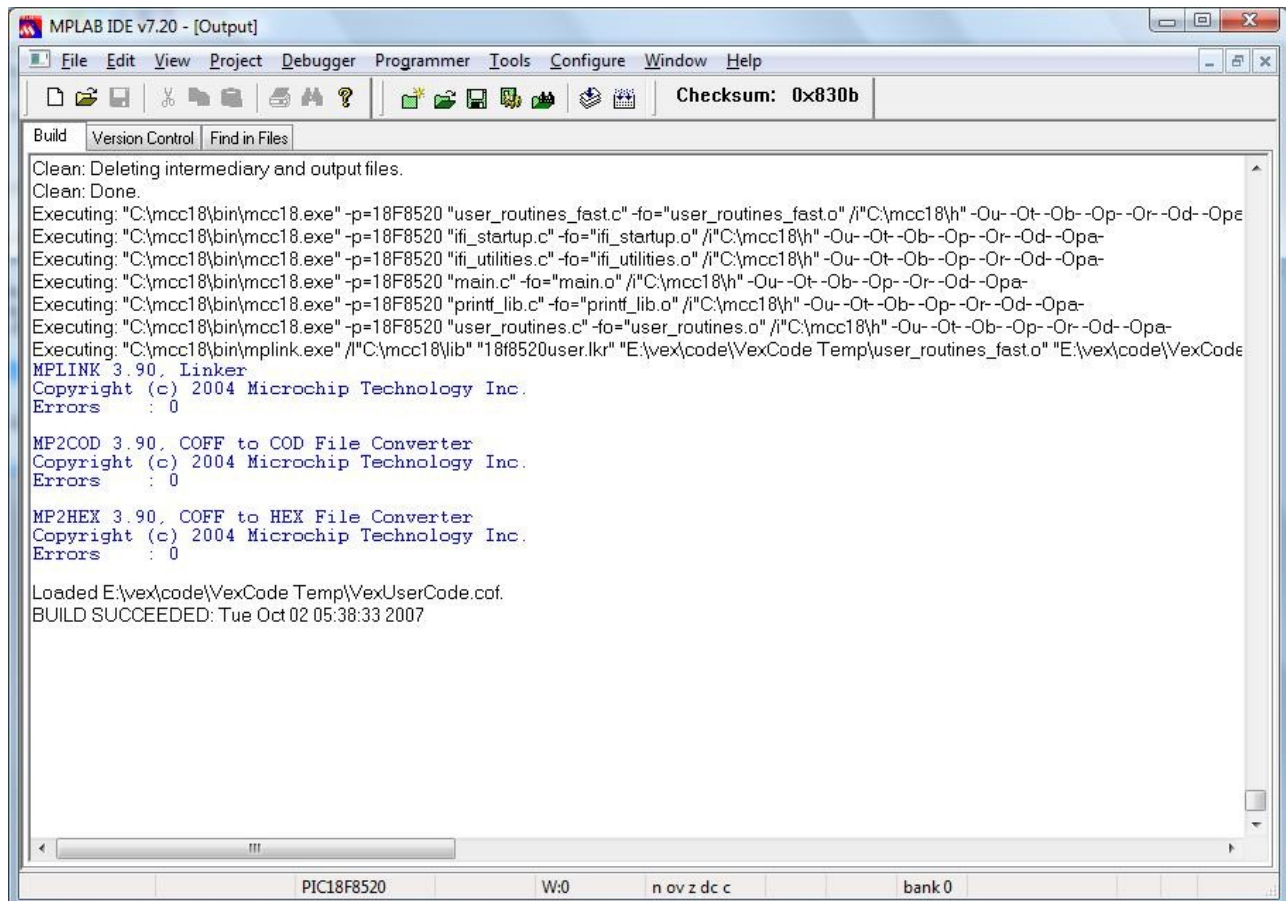 MPLAB IDE v7.20 - [Output]
File Edit View Project Debugger Programmer Tools Configure Window Help
Checksum: 0x830b
Build Version Control Find in Files
Clean: Deleting intermediary and output files.
Clean: Done.
Executing: "C:\mcc18\bin\mcc18.exe" -p=18F8520 "user_routines_fast.c" -fo="user_routines_fast.o" /i"C:\mcc18\h" -Ou- -Ot- -Ob- -Op- -Or- -Od- -Opa
Executing: "C:\mcc18\bin\mcc18.exe" -p=18F8520 "ifi_startup.c" -fo="ifi_startup.o" /i"C:\mcc18\h" -Ou- -Ot- -Ob- -Op- -Or- -Od- -Opa-
Executing: "C:\mcc18\bin\mcc18.exe" -p=18F8520 "ifi_utilities.c" -fo="ifi_utilities.o" /i"C:\mcc18\h" -Ou- -Ot- -Ob- -Op- -Or- -Od- -Opa-
Executing: "C:\mcc18\bin\mcc18.exe" -p=18F8520 "main.c" -fo="main.o" /i"C:\mcc18\h" -Ou- -Ot- -Ob- -Op- -Or- -Od- -Opa-
Executing: "C:\mcc18\bin\mcc18.exe" -p=18F8520 "printf_lib.c" -fo="printf_lib.o" /i"C:\mcc18\h" -Ou- -Ot- -Ob- -Op- -Or- -Od- -Opa-
Executing: "C:\mcc18\bin\mcc18.exe" -p=18F8520 "user_routines.c" -fo="user_routines.o" /i"C:\mcc18\h" -Ou- -Ot- -Ob- -Op- -Or- -Od- -Opa-
Executing: "C:\mcc18\bin\mplink.exe" /l"C:\mcc18\lib" "18f8520user.lkr" "E:\vex\code\VexCode Temp\user_routines_fast.o" "E:\vex\code\VexCode
MPLINK 3.90, Linker
Copyright (c) 2004 Microchip Technology Inc.
Errors : 0
MP2COD 3.90, COFF to COD File Converter
Copyright (c) 2004 Microchip Technology Inc.
Errors : 0
MP2HEX 3.90, COFF to HEX File Converter
Copyright (c) 2004 Microchip Technology Inc.
Errors : 0
Loaded E:\vex\code\VexCode Temp\VexUserCode.cof.
BUILD SUCCEEDED: Tue Oct 02 05:38:33 2007
PIC18F8520 W:0 n ov z dc c bank 0